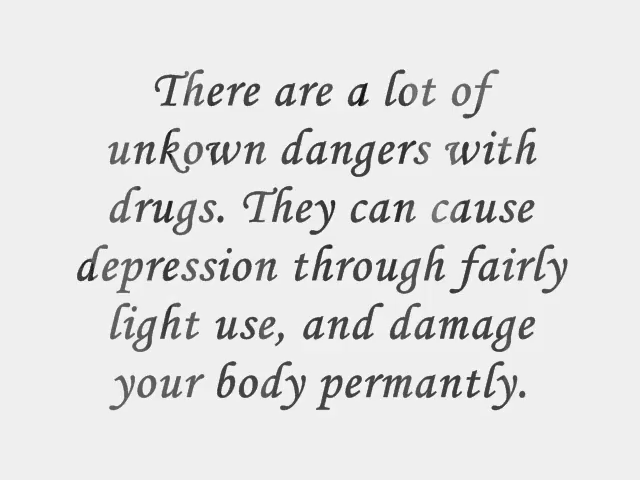 There are a lot of
unkown dangers with
drugs. They can cause
depression through fairly
light use, and damage
your body permantly.